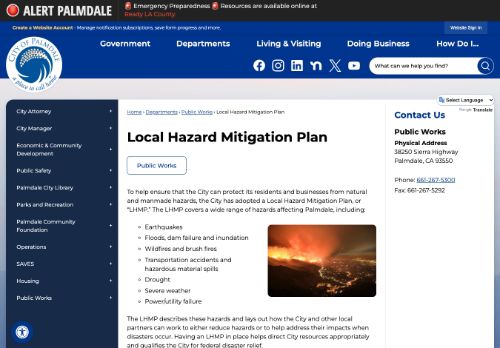 ALERT PALMDALE
🚨 Emergency Preparedness 🚨 Resources are available online at
Ready LA County.
Create a Website Account - Manage notification subscriptions, save form progress and more.
Website Sign In
CITY OF PALMDALE
a place to call home
Government
Departments
Living & Visiting
Doing Business
How Do I...
What can we help you find?
Select Language
Google Translate
City Attorney +
City Manager +
Economic & Community
Development +
Public Safety +
Palmdale City Library +
Parks and Recreation +
Palmdale Community
Foundation +
Operations +
SAVES +
Housing +
Public Works +
Home › Departments › Public Works › Local Hazard Mitigation Plan
Local Hazard Mitigation Plan
Public Works
To help ensure that the City can protect its residents and businesses from natural
and manmade hazards, the City has adopted a Local Hazard Mitigation Plan, or
“LHMP.” The LHMP covers a wide range of hazards affecting Palmdale, including:
Earthquakes
Floods, dam failure and inundation
Wildfires and brush fires
Transportation accidents and
hazardous material spills
Drought
Severe weather
Power/utility failure
The LHMP describes these hazards and lays out how the City and other local
partners can work to either reduce hazards or to help address their impacts when
disasters occur. Having an LHMP in place helps direct City resources appropriately
and qualifies the City for federal disaster relief.
Contact Us
Public Works
Physical Address
38250 Sierra Highway
Palmdale, CA 93550
Phone: 661-267-5300
Fax: 661-267-5292